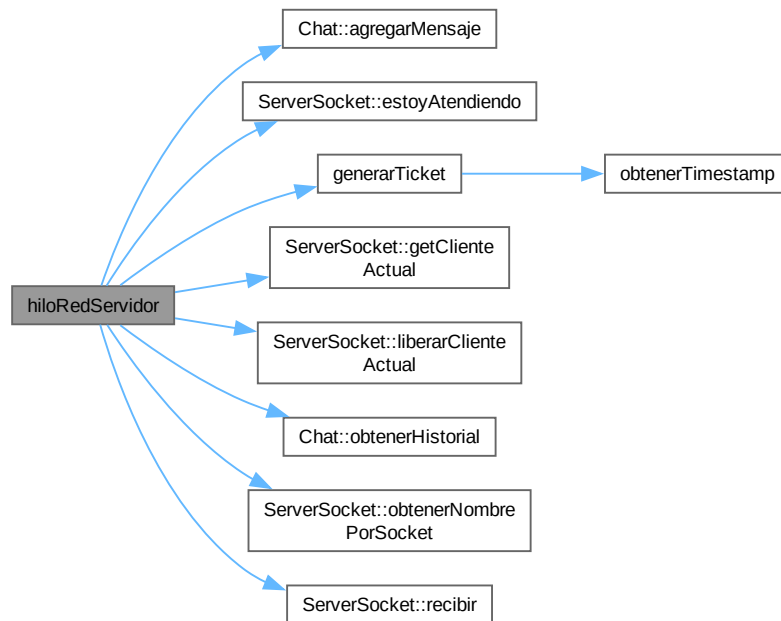 Chat::agregarMensaje
ServerSocket::estoyAtendiendo
generarTicket
obtenerTimestamp
ServerSocket::getCliente
Actual
hiloRedServidor
ServerSocket::liberarCliente
Actual
Chat::obtenerHistorial
ServerSocket::obtenerNombre
PorSocket
ServerSocket::recibir